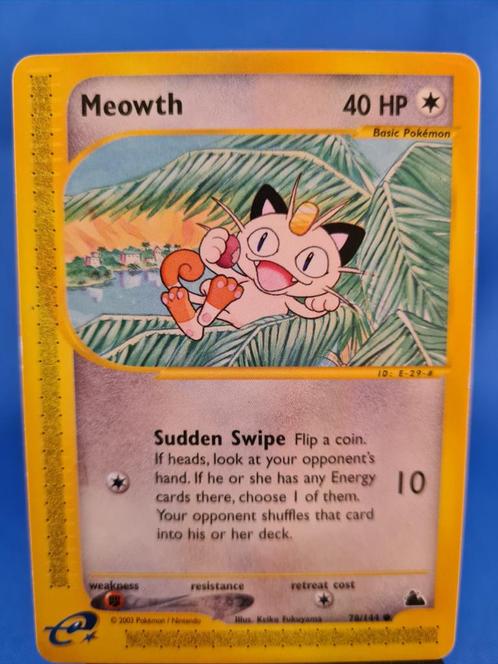 Meowth 40 HP
Basic Pokémon
ID: E-29-#
Sudden Swipe Flip a coin.
If heads, look at your opponent's
hand. If he or she has any Energy
cards there, choose 1 of them.
Your opponent shuffles that card
into his or her deck.
10
weakness resistance retreat cost
© 2003 Pokémon / Nintendo Illus. Keiko Fukuyama 78/144
e